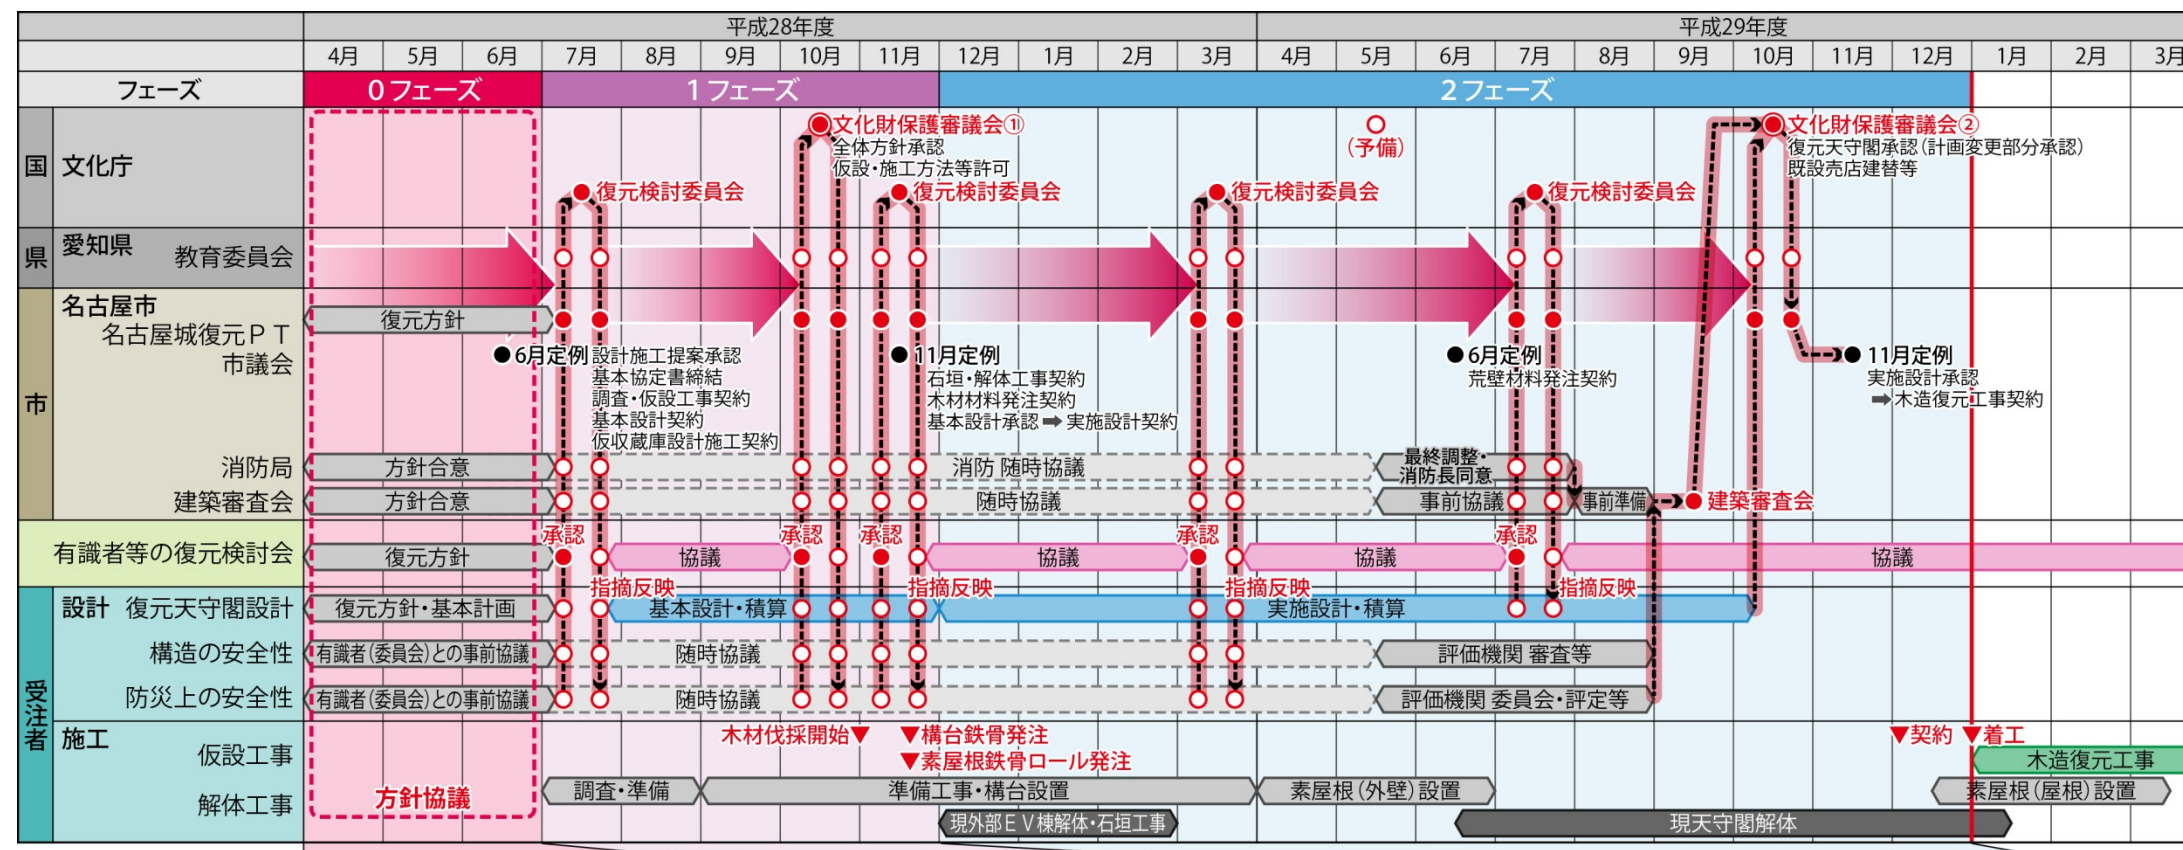 平成28年度 平成29年度
4月 5月 6月 7月 8月 9月 10月 11月 12月 1月 2月 3月 4月 5月 6月 7月 8月 9月 10月 11月 12月 1月 2月 3月
フェーズ 0フェーズ 1フェーズ 2フェーズ
国 文化庁
文化財保護審議会①
全体方針承認
仮設・施工方法等許可
(予備)
文化財保護審議会②
復元天守閣承認(計画変更部分承認)
既設売店建替等
復元検討委員会 復元検討委員会 復元検討委員会 復元検討委員会
県 愛知県
教育委員会
市 名古屋市
名古屋城復元PT
復元方針
市議会
6月定例 設計施工提案承認
基本協定書締結
調査・仮設工事契約
基本設計契約
仮収蔵庫設計施工契約
11月定例
石垣・解体工事契約
木材材料発注契約
基本設計承認➡実施設計契約
6月定例
荒壁材料発注契約
11月定例
実施設計承認
➡木造復元工事契約
消防局 方針合意 消防 随時協議 最終調整・
消防長同意
建築審査会 方針合意 随時協議 事前協議 事前準備 建築審査会
承認 承認 承認 承認 承認
有識者等の復元検討会 復元方針 協議 協議 協議 協議
指摘反映 指摘反映 指摘反映 指摘反映
受注者
設計 復元天守閣設計 復元方針・基本計画 基本設計・積算 実施設計・積算
構造の安全性 有識者(委員会)との事前協議 随時協議 評価機関 審査等
防災上の安全性 有識者(委員会)との事前協議 随時協議 評価機関 委員会・評定等
施工
木材伐採開始▼ ▼構台鉄骨発注 ▼契約 ▼着工
▼素屋根鉄骨ロール発注
仮設工事 木造復元工事
方針協議 調査・準備 準備工事・構台設置 素屋根(外壁)設置 素屋根(屋根)設置
解体工事
現外部EV棟解体・石垣工事 現天守閣解体